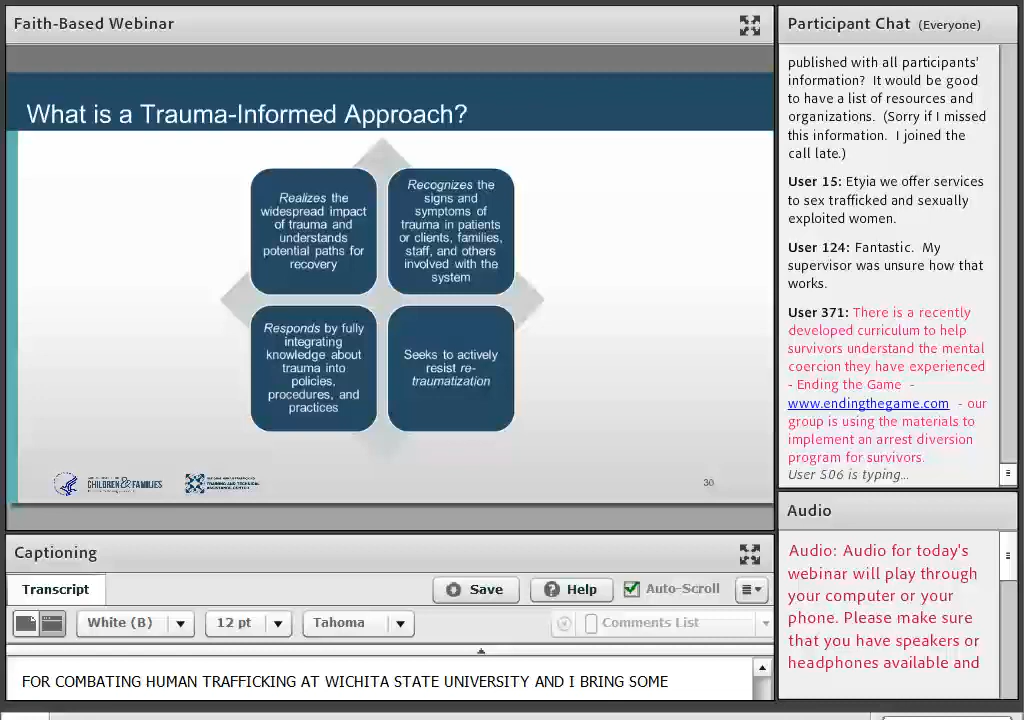 Faith-Based Webinar
What is a Trauma-Informed Approach?
Realizes the
widespread impact
of trauma and
understands
potential paths for
recovery
Recognizes the
signs and
symptoms of
trauma in patients
or clients, families,
staff, and others
involved with the
system
Responds by fully
integrating
knowledge about
trauma into
policies,
procedures, and
practices
Seeks to actively
resist re-
traumatization
CHILDREN & FAMILIES
30
Captioning
Transcript
Save
Help
Auto-Scroll
White (B)
12 pt
Tahoma
Comments List
FOR COMBATING HUMAN TRAFFICKING AT WICHITA STATE UNIVERSITY AND I BRING SOME
Participant Chat (Everyone)
published with all participants'
information? It would be good
to have a list of resources and
organizations. (Sorry if I missed
this information. I joined the
call late.)
User 15: Etyia we offer services
to sex trafficked and sexually
exploited women.
User 124: Fantastic. My
supervisor was unsure how that
works.
User 371: There is a recently
developed curriculum to help
survivors understand the mental
coercion they have experienced
- Ending the Game -
www.endingthegame.com - our
group is using the materials to
implement an arrest diversion
program for survivors.
User 506 is typing...
Audio
Audio: Audio for today's
webinar will play through
your computer or your
phone. Please make sure
that you have speakers or
headphones available and